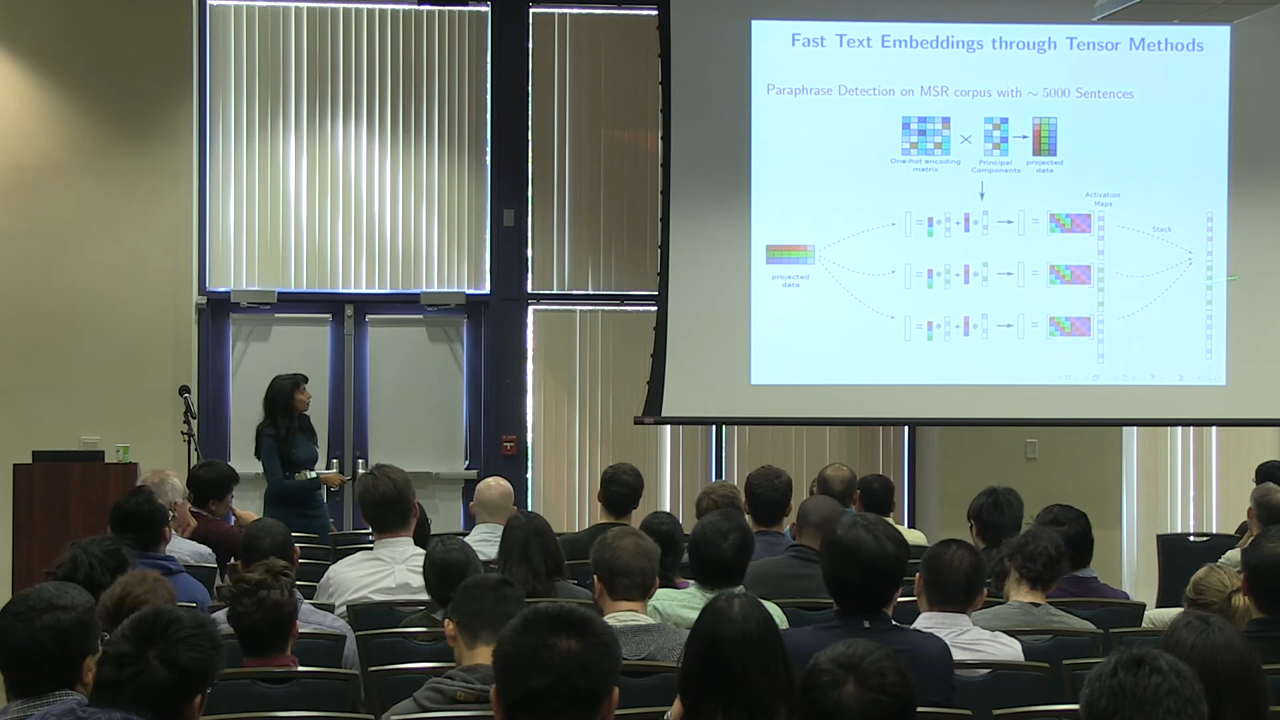 Fast Text Embeddings through Tensor Methods
Paraphrase Detection on MSR corpus with ~ 5000 Sentences
One-hot encoding
matrix
Principal
Components
projected
data
Activation
Maps
Stack
projected
data